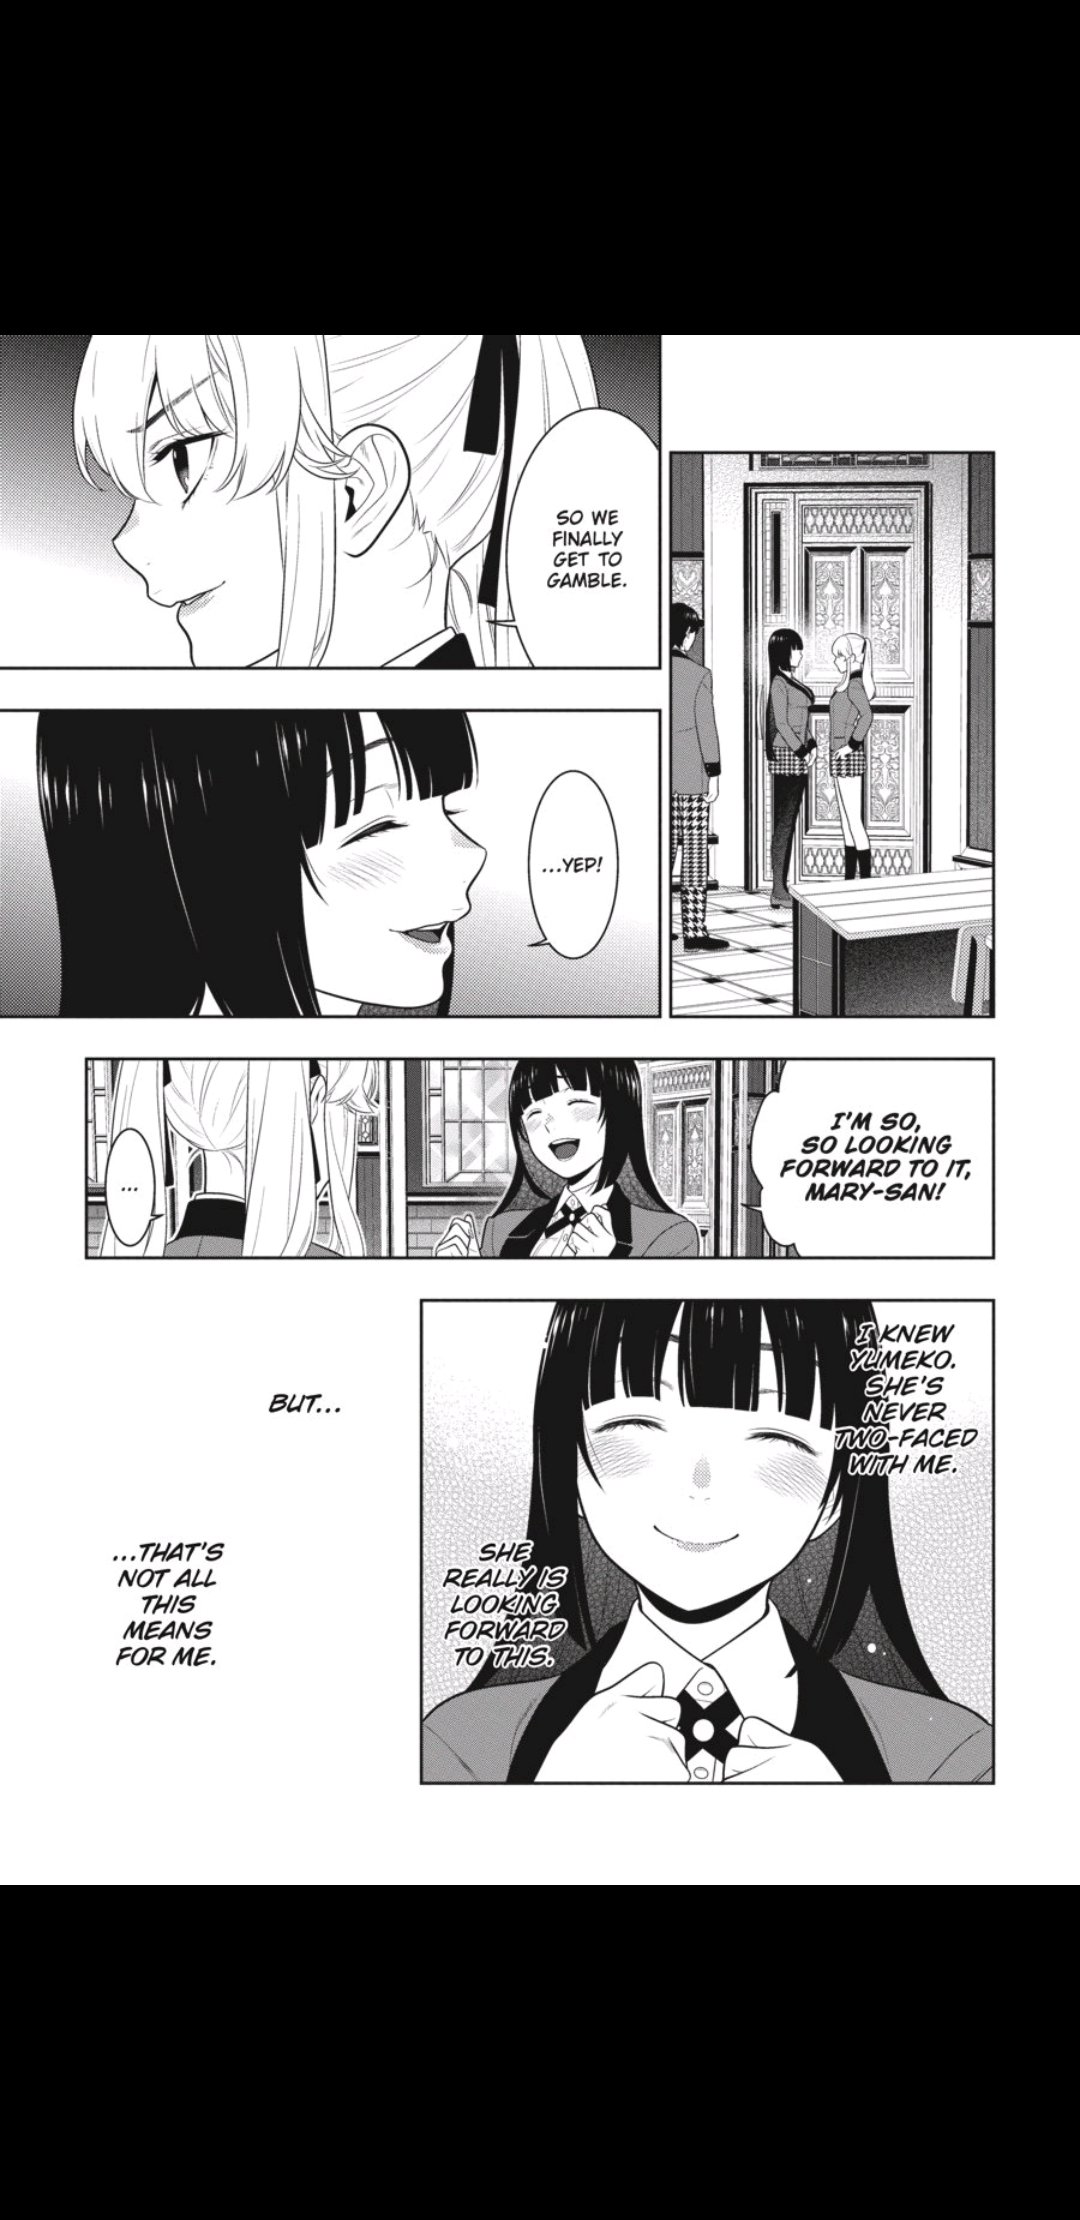 SO WE
FINALLY
GET TO
GAMBLE.
...YEP!
I'M SO,
SO LOOKING
FORWARD TO IT,
MARY-SAN!
...
I KNEW
YUMEKO.
SHE'S
NEVER
TWO-FACED
WITH ME.
SHE
REALLY IS
LOOKING
FORWARD
TO THIS.
BUT...
...THAT'S
NOT ALL
THIS
MEANS
FOR ME.